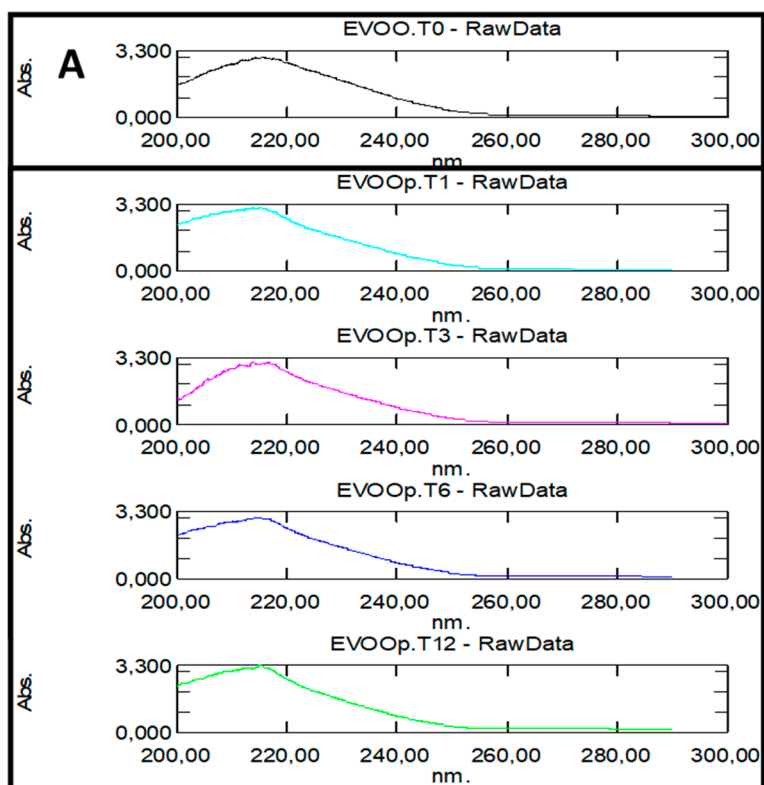 EVOO.T0 - RawData
A
Abs.
3,300
0,000
200,00 220,00 240,00 260,00 280,00 300,00
nm.
EVOOp.T1 - RawData
Abs.
3,300
0,000
200,00 220,00 240,00 260,00 280,00 300,00
nm.
EVOOp.T3 - RawData
Abs.
3,300
0,000
200,00 220,00 240,00 260,00 280,00 300,00
nm.
EVOOp.T6 - RawData
Abs.
3,300
0,000
200,00 220,00 240,00 260,00 280,00 300,00
nm.
EVOOp.T12 - RawData
Abs.
3,300
0,000
200,00 220,00 240,00 260,00 280,00 300,00
nm.